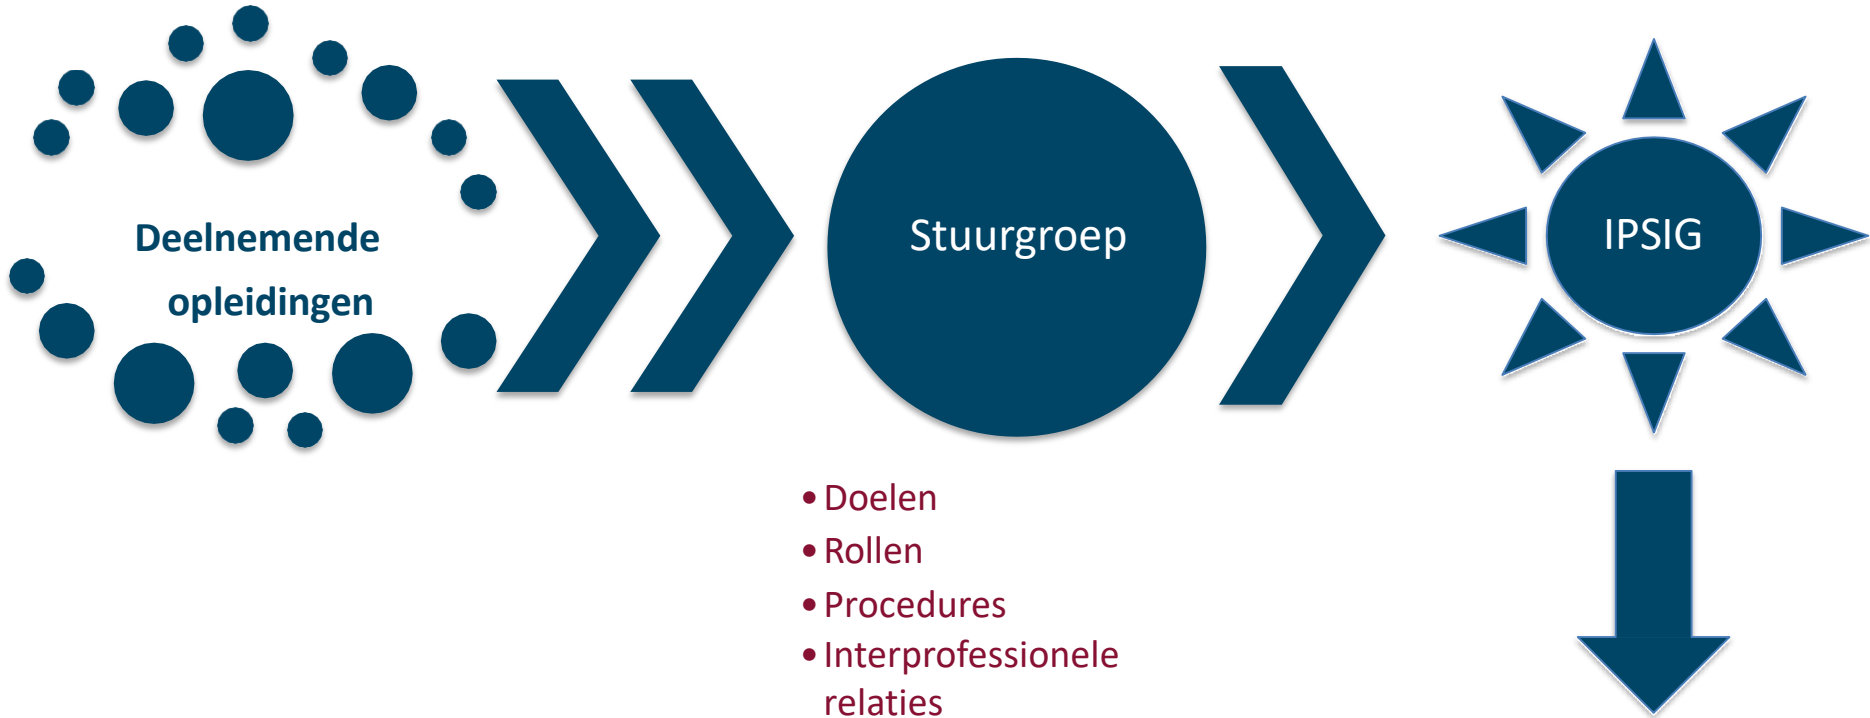 Deelnemende
opleidingen
Stuurgroep
IPSIG
• Doelen
• Rollen
• Procedures
• Interprofessionele
relaties